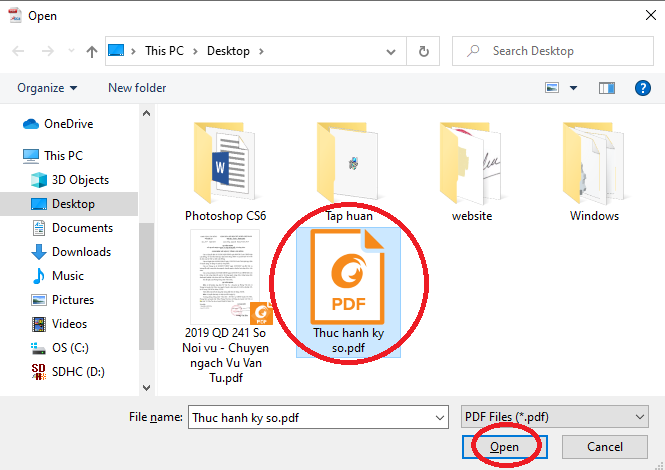 Open
This PC
Desktop
Search Desktop
Organize
New folder
OneDrive
This PC
3D Objects
Desktop
Documents
Downloads
Music
Pictures
Videos
OS (C:)
SDHC (D:)
Photoshop CS6
Tap huan
website
Windows
W
PDF
2019 QD 241 So
Noi vu - Chuyen
ngach Vu Van
Tu.pdf
PDF
Thuc hanh ky
so.pdf
File name:
Thuc hanh ky so.pdf
PDF Files (*.pdf)
Open
Cancel